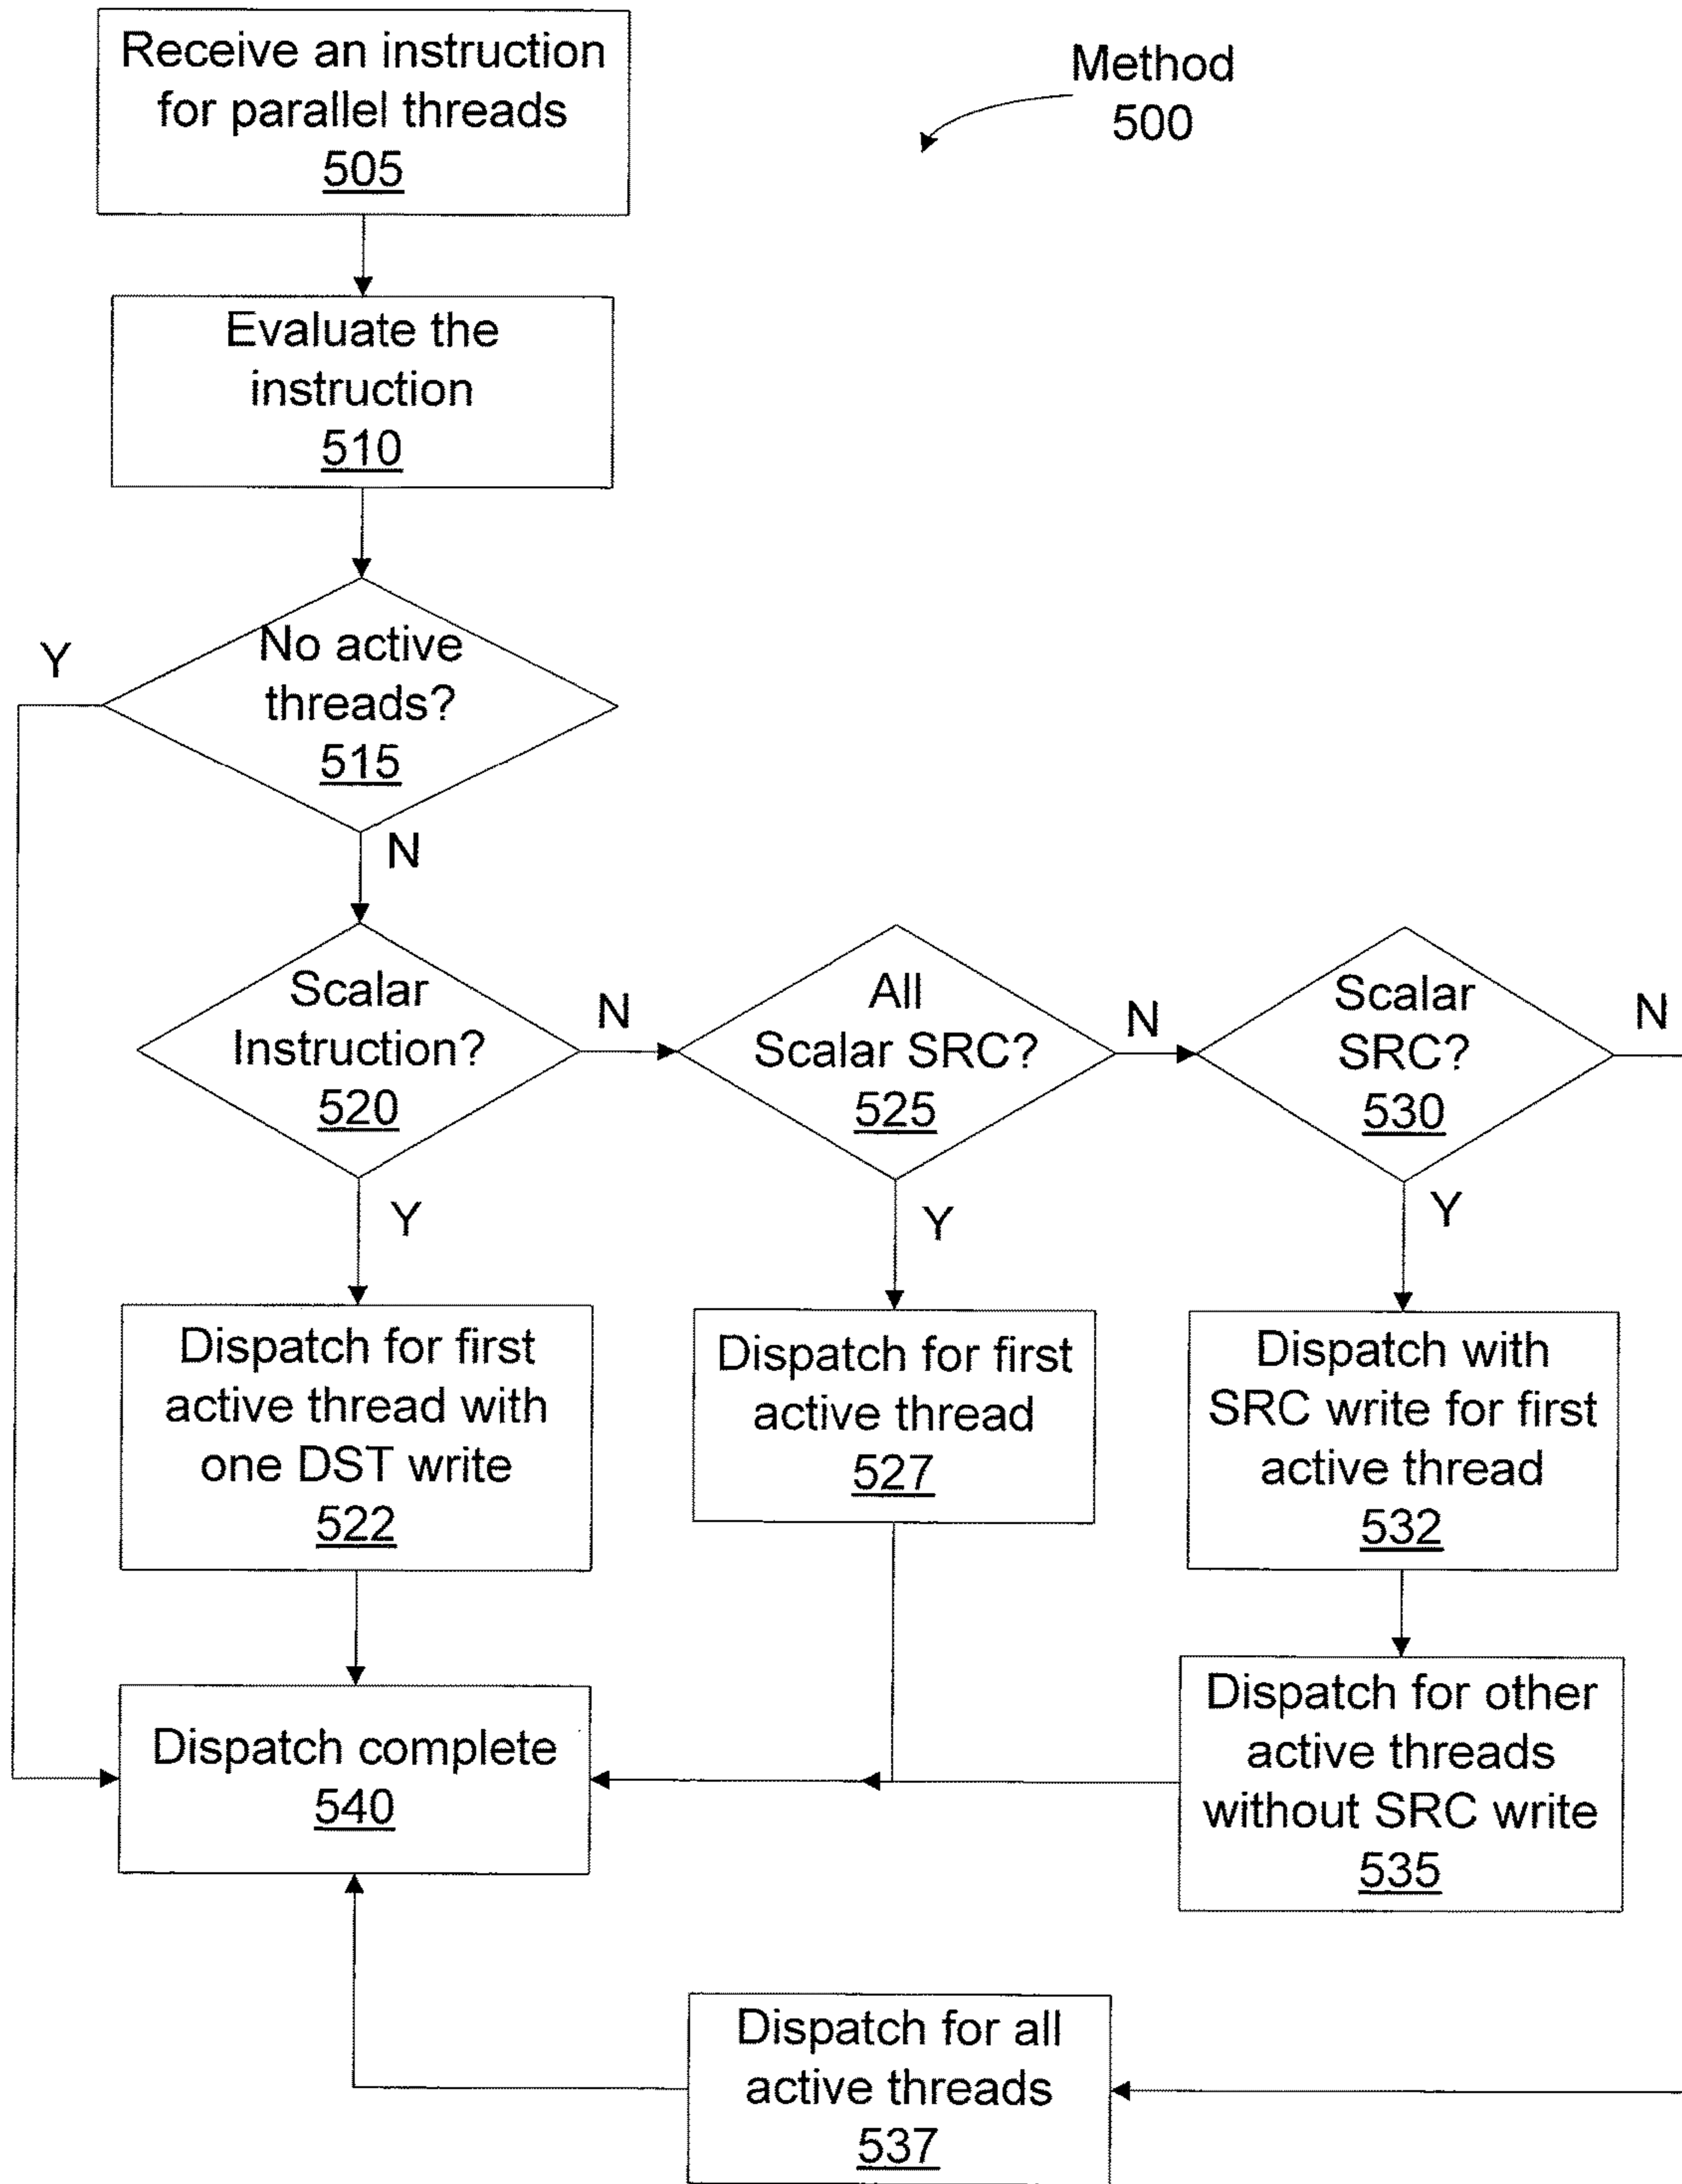 Receive an instruction
for parallel threads
505
Method
500
Evaluate the
instruction
510
Y
No active
threads?
515
N
Scalar
Instruction?
520
N
All
Scalar SRC?
525
N
Scalar
SRC?
530
N
Y
Y
Y
Dispatch for first
active thread with
one DST write
522
Dispatch for first
active thread
527
Dispatch with
SRC write for first
active thread
532
Dispatch complete
540
Dispatch for other
active threads
without SRC write
535
Dispatch for all
active threads
537